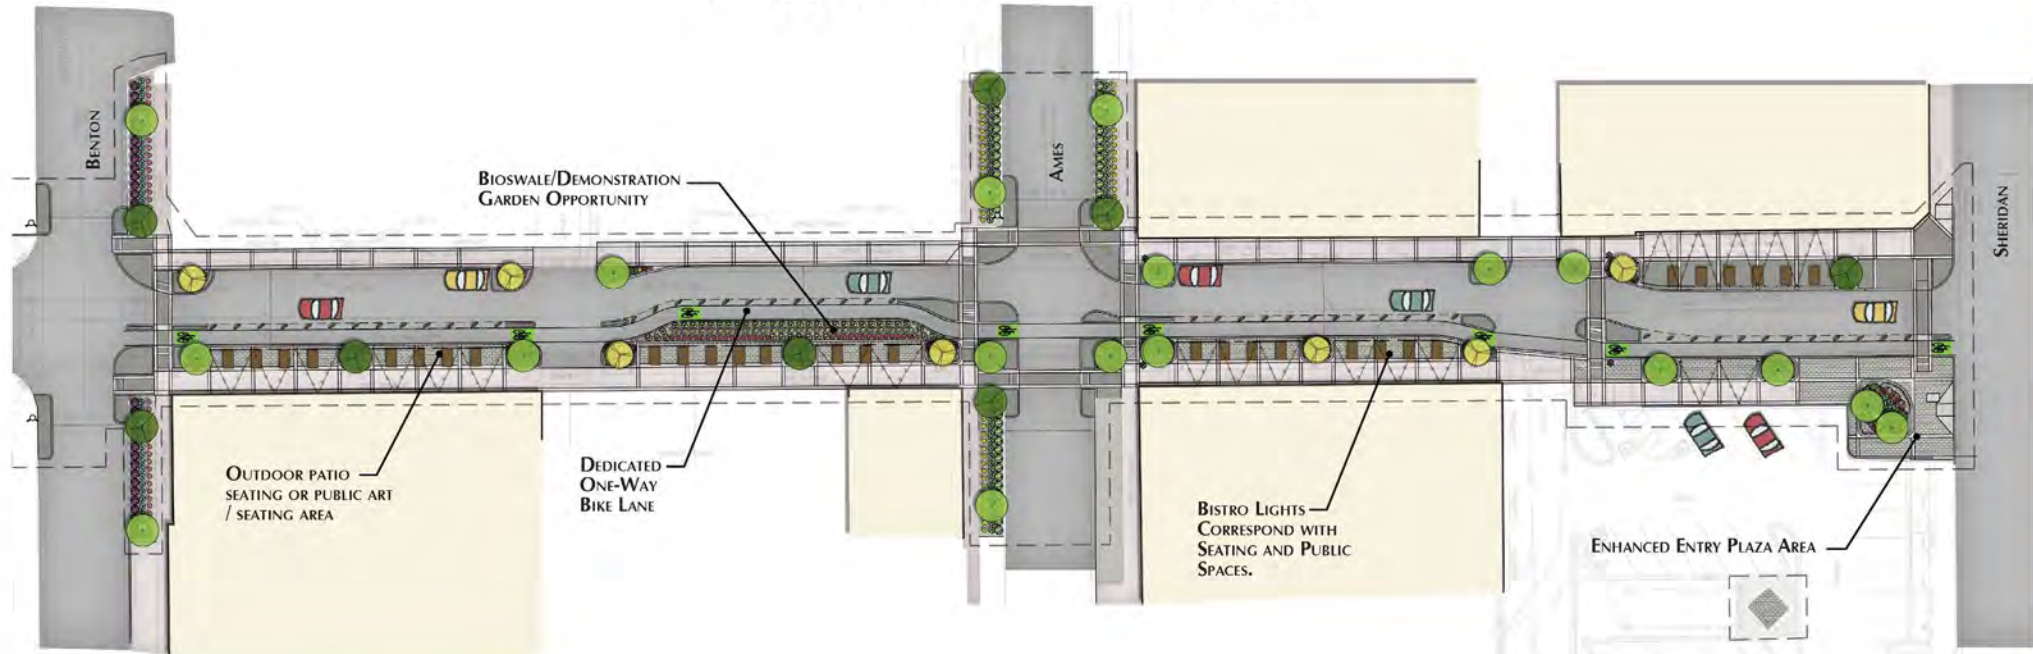 BENTON
BIOSWALE/DEMONSTRATION
GARDEN OPPORTUNITY
AMES
SHERIDAN
OUTDOOR PATIO
SEATING OR PUBLIC ART
/ SEATING AREA
DEDICATED
ONE-WAY
BIKE LANE
BISTRO LIGHTS
CORRESPOND WITH
SEATING AND PUBLIC
SPACES.
ENHANCED ENTRY PLAZA AREA